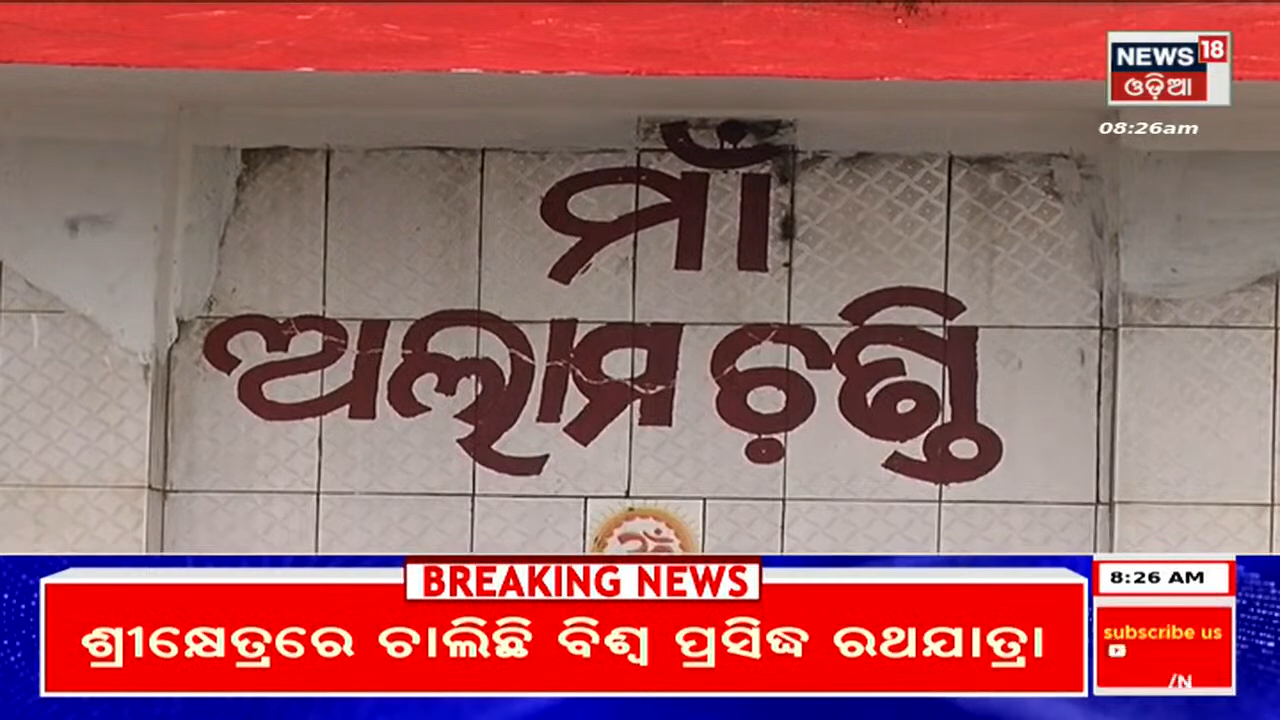 NEWS 18
ଓଡ଼ିଆ
08:26am
ମାଁ
ଅଲାମ ଚଣ୍ଡି
BREAKING NEWS
8:26 AM
ଶ୍ରୀକ୍ଷେତ୍ରରେ ଚାଲିଛି ବିଶ୍ୱ ପ୍ରସିଦ୍ଧ ରଥଯାତ୍ରା
subscribe us
/N